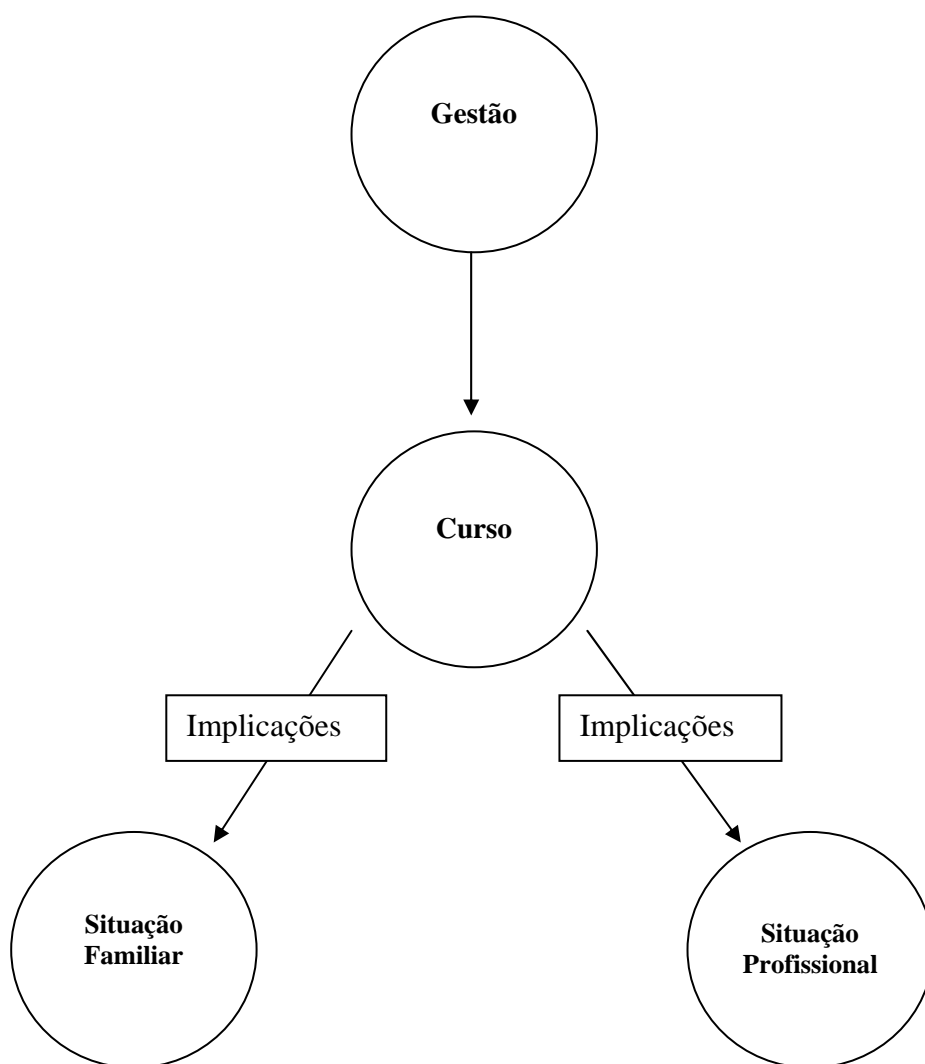 Gestão
Curso
Implicações
Implicações
Situação
Familiar
Situação
Profissional